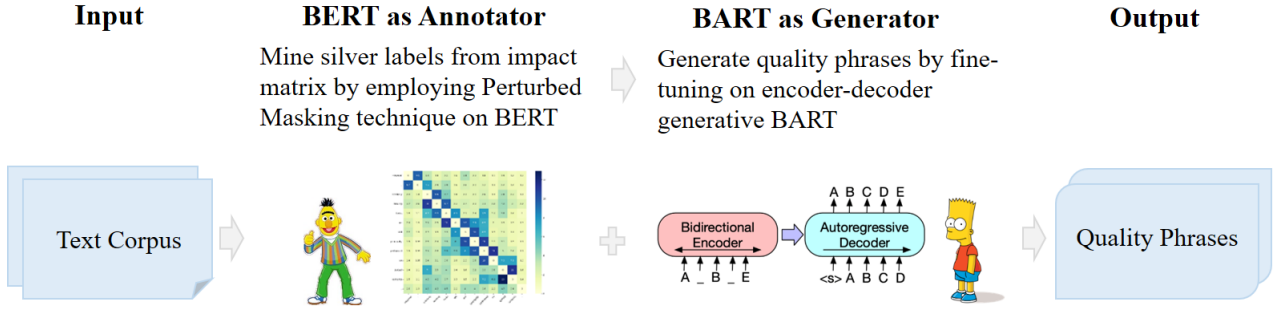 Input
BERT as Annotator
BART as Generator
Output
Mine silver labels from impact
matrix by employing Perturbed
Masking technique on BERT
Generate quality phrases by fine-
tuning on encoder-decoder
generative BART
Text Corpus
A B C D E
Bidirectional
Encoder
Autoregressive
Decoder
A _ B _ E
<s> A B C D
Quality Phrases